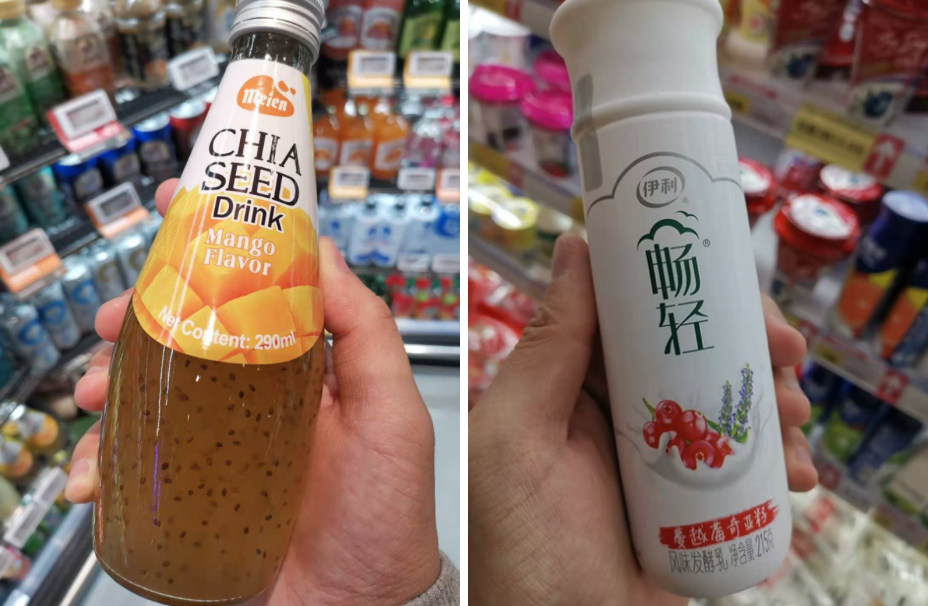 Meien
CHIA
SEED
Drink
Mango
Flavor
Net Content: 290ml
伊利
畅轻
蔓越莓奇亚籽
风味发酵乳 净含量 215g